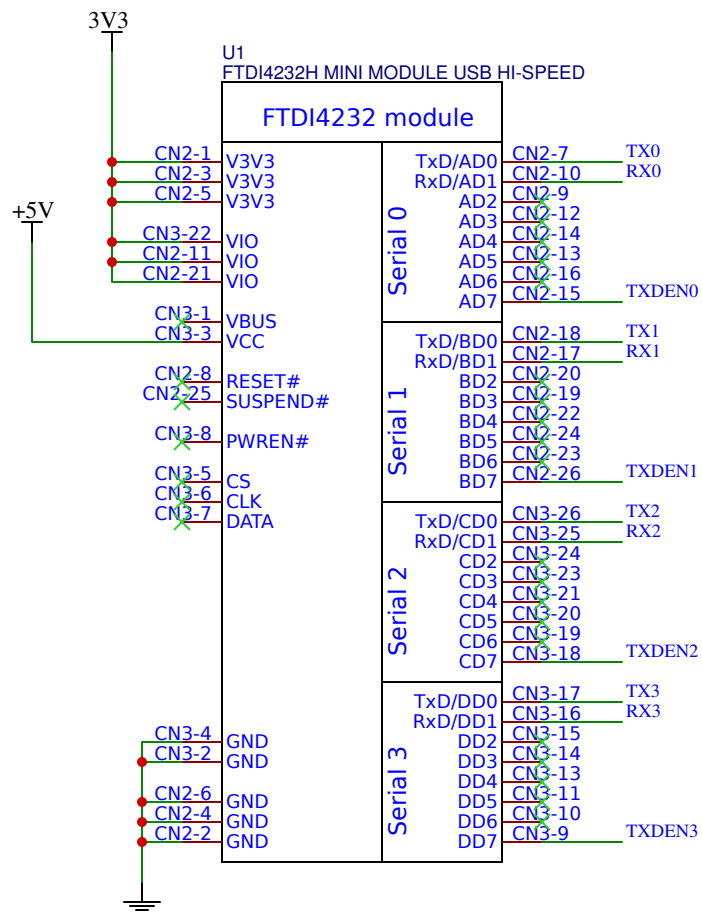 3V3
U1
FTDI4232H MINI MODULE USB HI-SPEED
FTDI4232 module
+5V
CN2-1 V3V3
CN2-3 V3V3
CN2-5 V3V3
CN3-22 VIO
CN2-11 VIO
CN2-21 VIO
CN3-1 VBUS
CN3-3 VCC
CN2-8 RESET#
CN2-25 SUSPEND#
CN3-8 PWREN#
CN3-5 CS
CN3-6 CLK
CN3-7 DATA
CN3-4 GND
CN3-2 GND
CN2-6 GND
CN2-4 GND
CN2-2 GND
Serial 0
TxD/AD0 CN2-7 TX0
RxD/AD1 CN2-10 RX0
AD2 CN2-9
AD3 CN2-12
AD4 CN2-14
AD5 CN2-13
AD6 CN2-16
AD7 CN2-15 TXDEN0
Serial 1
TxD/BD0 CN2-18 TX1
RxD/BD1 CN2-17 RX1
BD2 CN2-20
BD3 CN2-19
BD4 CN2-22
BD5 CN2-24
BD6 CN2-23
BD7 CN2-26 TXDEN1
Serial 2
TxD/CD0 CN3-26 TX2
RxD/CD1 CN3-25 RX2
CD2 CN3-24
CD3 CN3-23
CD4 CN3-21
CD5 CN3-20
CD6 CN3-19
CD7 CN3-18 TXDEN2
Serial 3
TxD/DD0 CN3-17 TX3
RxD/DD1 CN3-16 RX3
DD2 CN3-15
DD3 CN3-14
DD4 CN3-13
DD5 CN3-11
DD6 CN3-10
DD7 CN3-9 TXDEN3